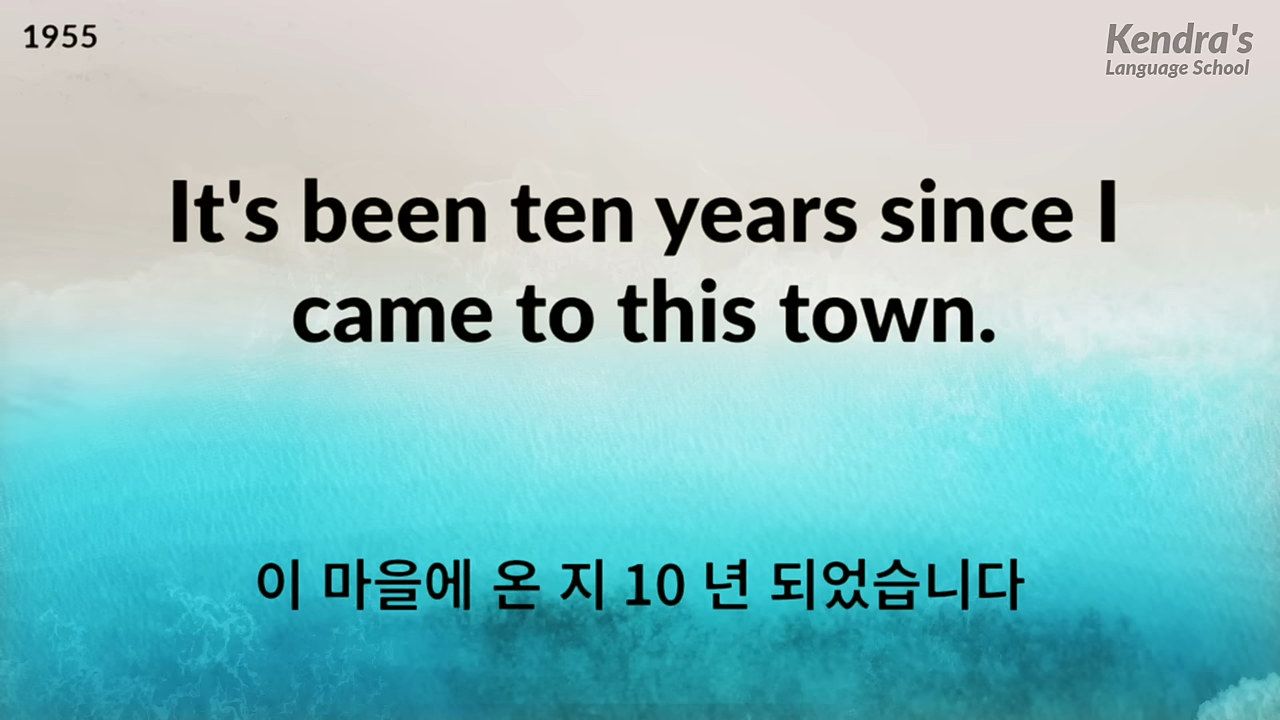 1955
Kendra's
Language School
It's been ten years since I
came to this town.
이 마을에 온 지 10 년 되었습니다